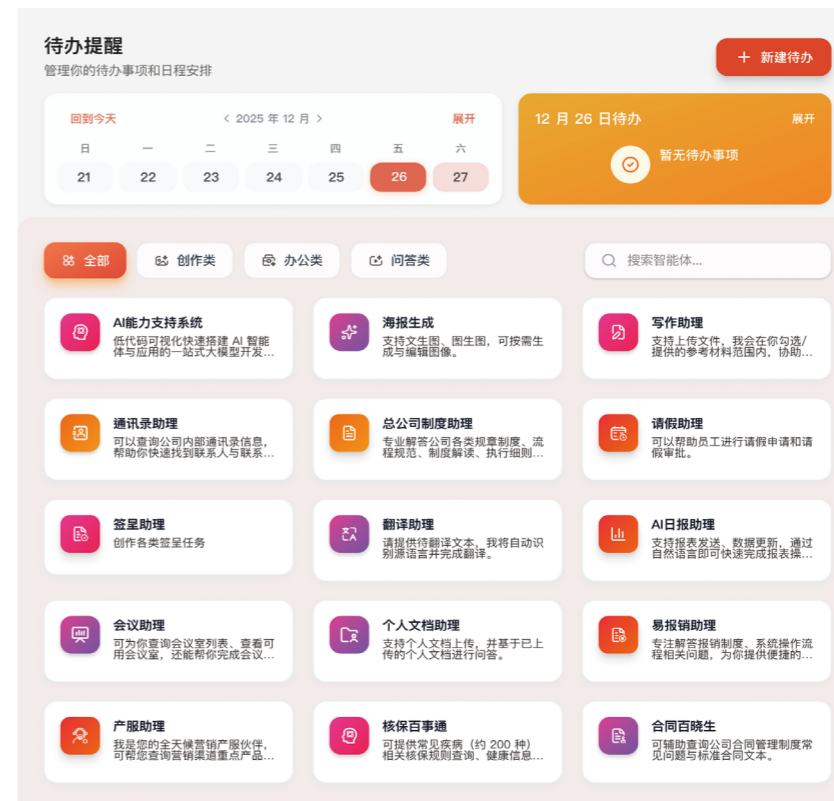 待办提醒
管理你的待办事项和日程安排
+ 新建待办
回到今天
< 2025 年 12 月 >
展开
日 一 二 三 四 五 六
21 22 23 24 25 26 27
12 月 26 日待办
展开
暂无待办事项
全部
创作类
办公类
问答类
搜索智能体...
AI能力支持系统
低代码可视化快速搭建 AI 智能
体与应用的一站式大模型开发...
海报生成
支持文生图、图生图，可按需生
成与编辑图像。
写作助理
支持上传文件，我会在你勾选/
提供的参考材料范围内，协助...
通讯录助理
可以查询公司内部通讯录信息，
帮助你快速找到联系人与联系...
总公司制度助理
专业解答公司各类规章制度、流
程规范、制度解读、执行细则...
请假助理
可以帮助员工进行请假申请和请
假审批。
签呈助理
创作各类签呈任务
翻译助理
请提供待翻译文本，我将自动识
别源语言并完成翻译。
AI日报助理
支持报表发送、数据更新，通过
自然语言即可快速完成报表操...
会议助理
可为你查询会议室列表、查看可
用会议室，还能帮你完成会议...
个人文档助理
支持个人文档上传，并基于已上
传的个人文档进行问答。
易报销助理
专注解答报销制度、系统操作流
程相关问题，为你提供便捷的...
产服助理
我是您的全天候营销产服伙伴，
可帮您查询营销渠道重点产品...
核保百事通
可提供常见疾病（约 200 种）
相关核保规则查询、健康信息...
合同百晓生
可辅助查询公司合同管理制度常
见问题与标准合同文本。